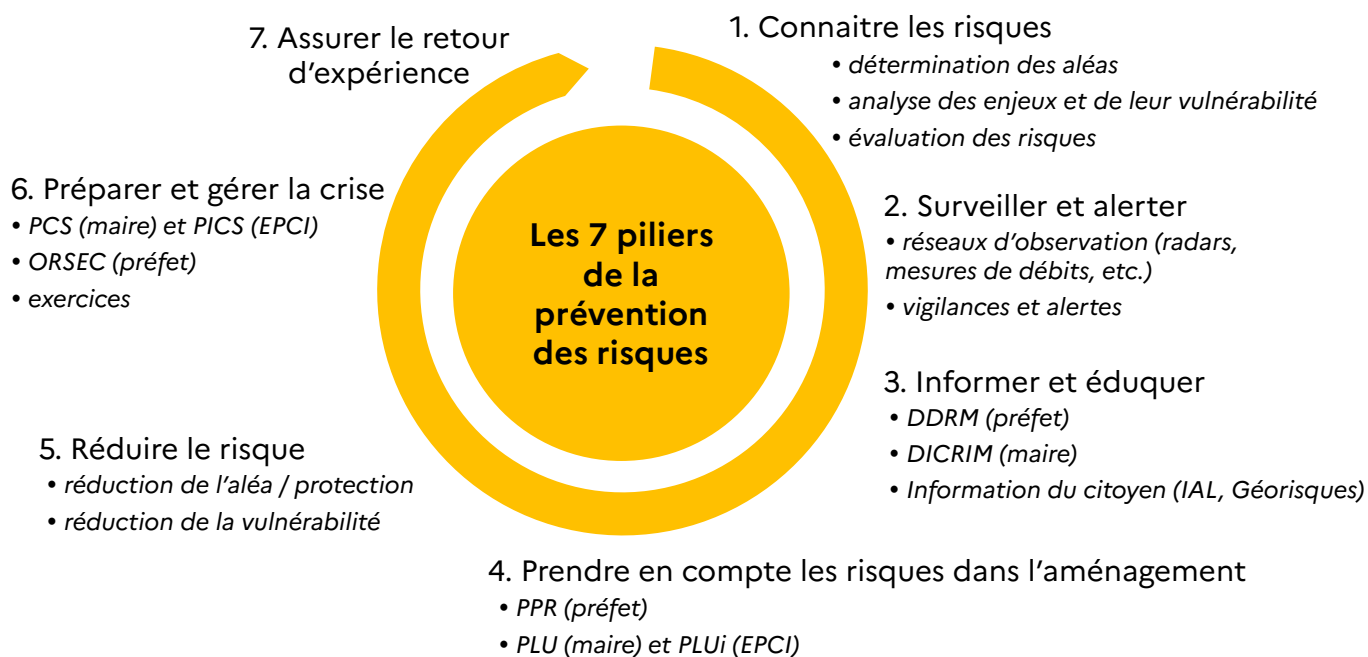 Les 7 piliers
de la
prévention
des risques
1. Connaitre les risques
• détermination des aléas
• analyse des enjeux et de leur vulnérabilité
• évaluation des risques
2. Surveiller et alerter
• réseaux d’observation (radars,
mesures de débits, etc.)
• vigilances et alertes
3. Informer et éduquer
• DDRM (préfet)
• DICRIM (maire)
• Information du citoyen (IAL, Géorisques)
4. Prendre en compte les risques dans l’aménagement
• PPR (préfet)
• PLU (maire) et PLUi (EPCI)
5. Réduire le risque
• réduction de l’aléa / protection
• réduction de la vulnérabilité
6. Préparer et gérer la crise
• PCS (maire) et PICS (EPCI)
• ORSEC (préfet)
• exercices
7. Assurer le retour
d’expérience